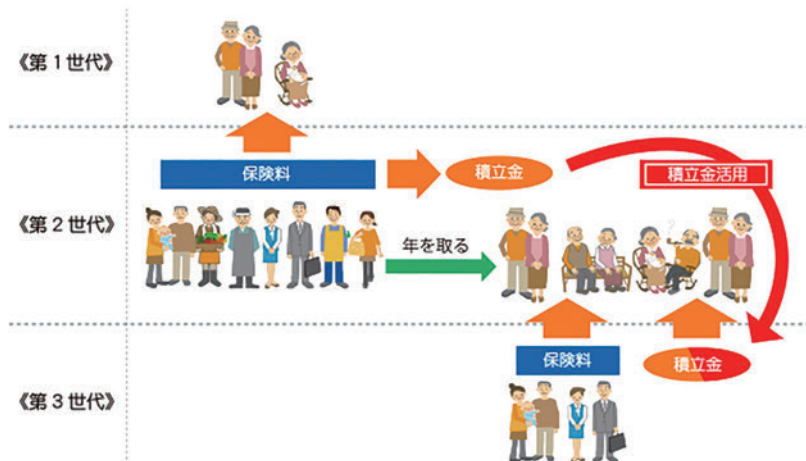 《第1世代》
保険料
積立金
積立金活用
《第2世代》
年を取る
保険料
積立金
《第3世代》